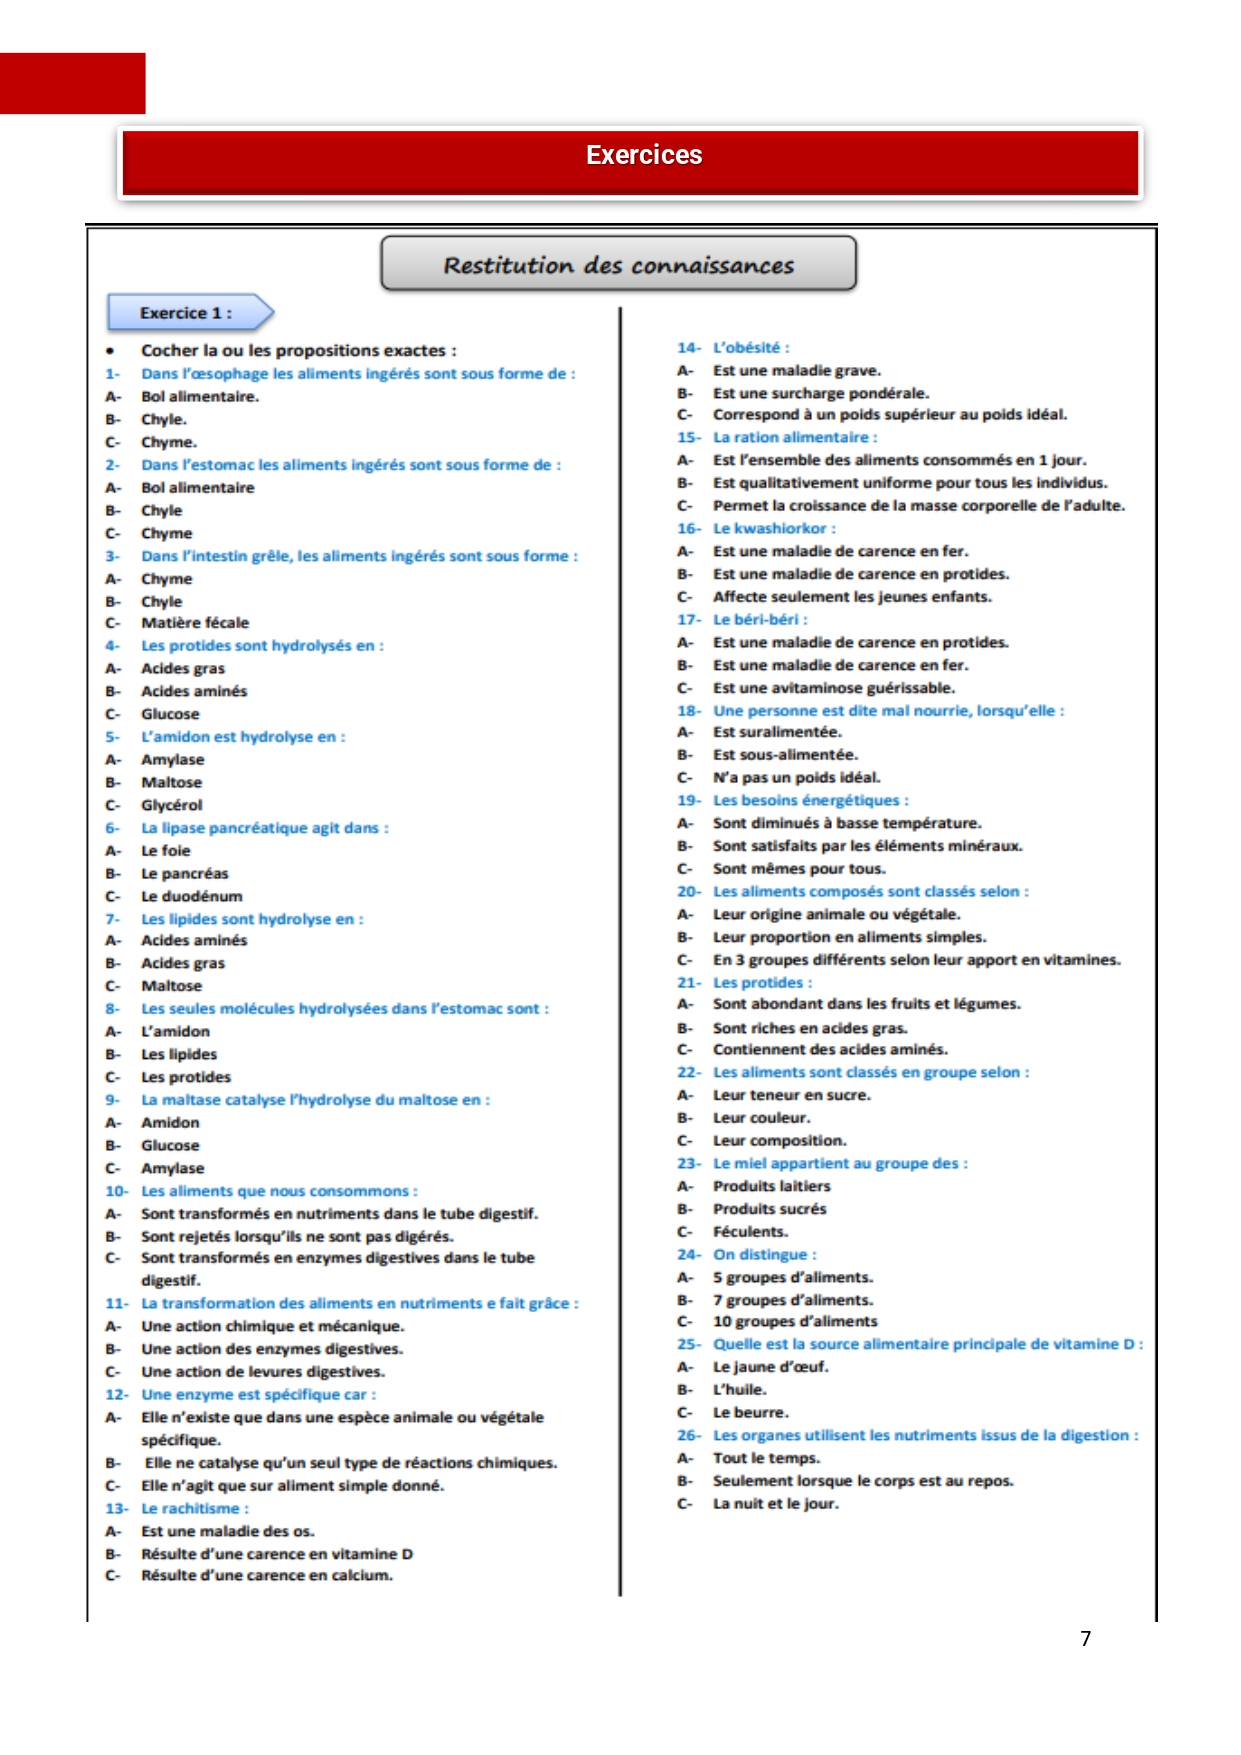 Exercices
Restitution des connaissances
Exercice 1 :
• Cocher la ou les propositions exactes :
1- Dans l’œsophage les aliments ingérés sont sous forme de :
A- Bol alimentaire.
B- Chyle.
C- Chyme.
2- Dans l’estomac les aliments ingérés sont sous forme de :
A- Bol alimentaire
B- Chyle
C- Chyme
3- Dans l’intestin grêle, les aliments ingérés sont sous forme :
A- Chyme
B- Chyle
C- Matière fécale
4- Les protides sont hydrolysés en :
A- Acides gras
B- Acides aminés
C- Glucose
5- L’amidon est hydrolyse en :
A- Amylase
B- Maltose
C- Glycérol
6- La lipase pancréatique agit dans :
A- Le foie
B- Le pancréas
C- Le duodénum
7- Les lipides sont hydrolyse en :
A- Acides aminés
B- Acides gras
C- Maltose
8- Les seules molécules hydrolysées dans l’estomac sont :
A- L’amidon
B- Les lipides
C- Les protides
9- La maltase catalyse l’hydrolyse du maltose en :
A- Amidon
B- Glucose
C- Amylase
10- Les aliments que nous consommons :
A- Sont transformés en nutriments dans le tube digestif.
B- Sont rejetés lorsqu’ils ne sont pas digérés.
C- Sont transformés en enzymes digestives dans le tube
digestif.
11- La transformation des aliments en nutriments e fait grâce :
A- Une action chimique et mécanique.
B- Une action des enzymes digestives.
C- Une action de levures digestives.
12- Une enzyme est spécifique car :
A- Elle n’existe que dans une espèce animale ou végétale
spécifique.
B- Elle ne catalyse qu’un seul type de réactions chimiques.
C- Elle n’agit que sur aliment simple donné.
13- Le rachitisme :
A- Est une maladie des os.
B- Résulte d’une carence en vitamine D
C- Résulte d’une carence en calcium.
14- L’obésité :
A- Est une maladie grave.
B- Est une surcharge pondérale.
C- Correspond à un poids supérieur au poids idéal.
15- La ration alimentaire :
A- Est l’ensemble des aliments consommés en 1 jour.
B- Est qualitativement uniforme pour tous les individus.
C- Permet la croissance de la masse corporelle de l’adulte.
16- Le kwashiorkor :
A- Est une maladie de carence en fer.
B- Est une maladie de carence en protides.
C- Affecte seulement les jeunes enfants.
17- Le béri-béri :
A- Est une maladie de carence en protides.
B- Est une maladie de carence en fer.
C- Est une avitaminose guérissable.
18- Une personne est dite mal nourrie, lorsqu’elle :
A- Est suralimentée.
B- Est sous-alimentée.
C- N’a pas un poids idéal.
19- Les besoins énergétiques :
A- Sont diminués à basse température.
B- Sont satisfaits par les éléments minéraux.
C- Sont mêmes pour tous.
20- Les aliments composés sont classés selon :
A- Leur origine animale ou végétale.
B- Leur proportion en aliments simples.
C- En 3 groupes différents selon leur apport en vitamines.
21- Les protides :
A- Sont abondant dans les fruits et légumes.
B- Sont riches en acides gras.
C- Contiennent des acides aminés.
22- Les aliments sont classés en groupe selon :
A- Leur teneur en sucre.
B- Leur couleur.
C- Leur composition.
23- Le miel appartient au groupe des :
A- Produits laitiers
B- Produits sucrés
C- Féculents.
24- On distingue :
A- 5 groupes d’aliments.
B- 7 groupes d’aliments.
C- 10 groupes d’aliments
25- Quelle est la source alimentaire principale de vitamine D :
A- Le jaune d’œuf.
B- L’huile.
C- Le beurre.
26- Les organes utilisent les nutriments issus de la digestion :
A- Tout le temps.
B- Seulement lorsque le corps est au repos.
C- La nuit et le jour.
7